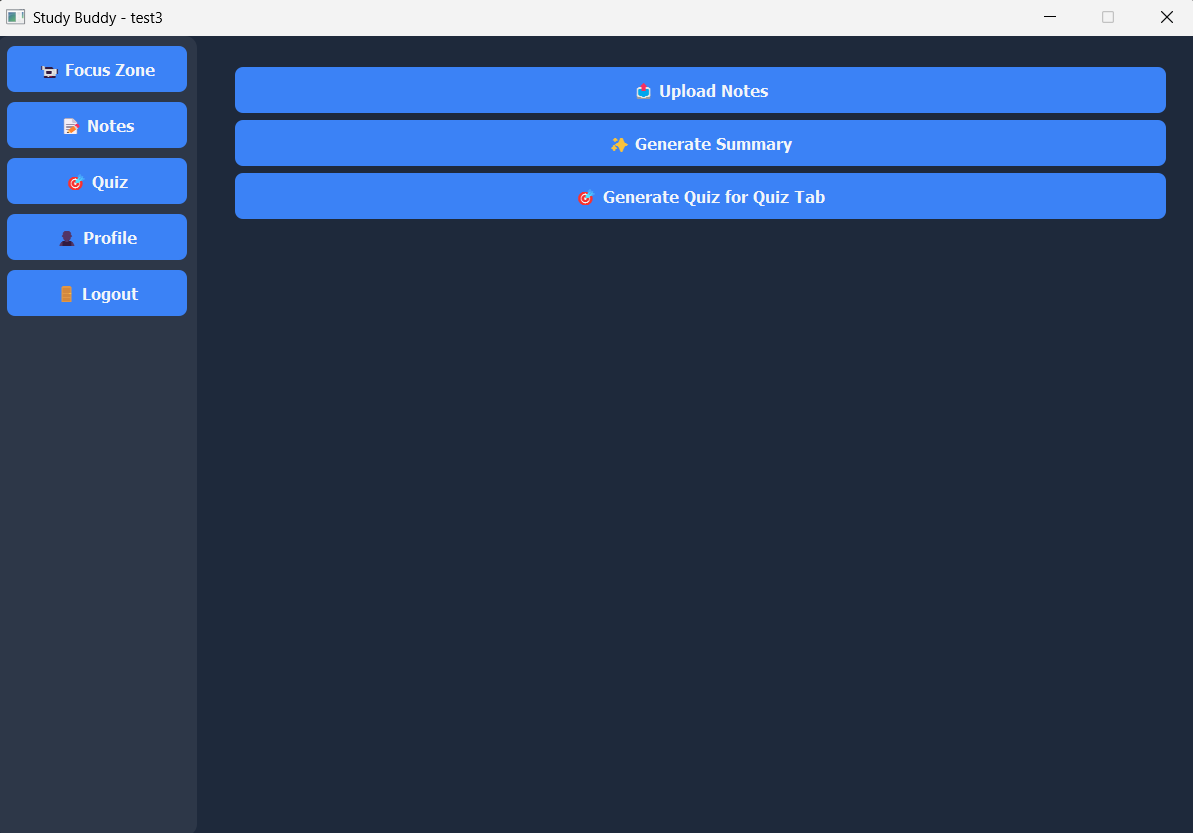 Study Buddy - test3
Focus Zone
Notes
Quiz
Profile
Logout
Upload Notes
Generate Summary
Generate Quiz for Quiz Tab